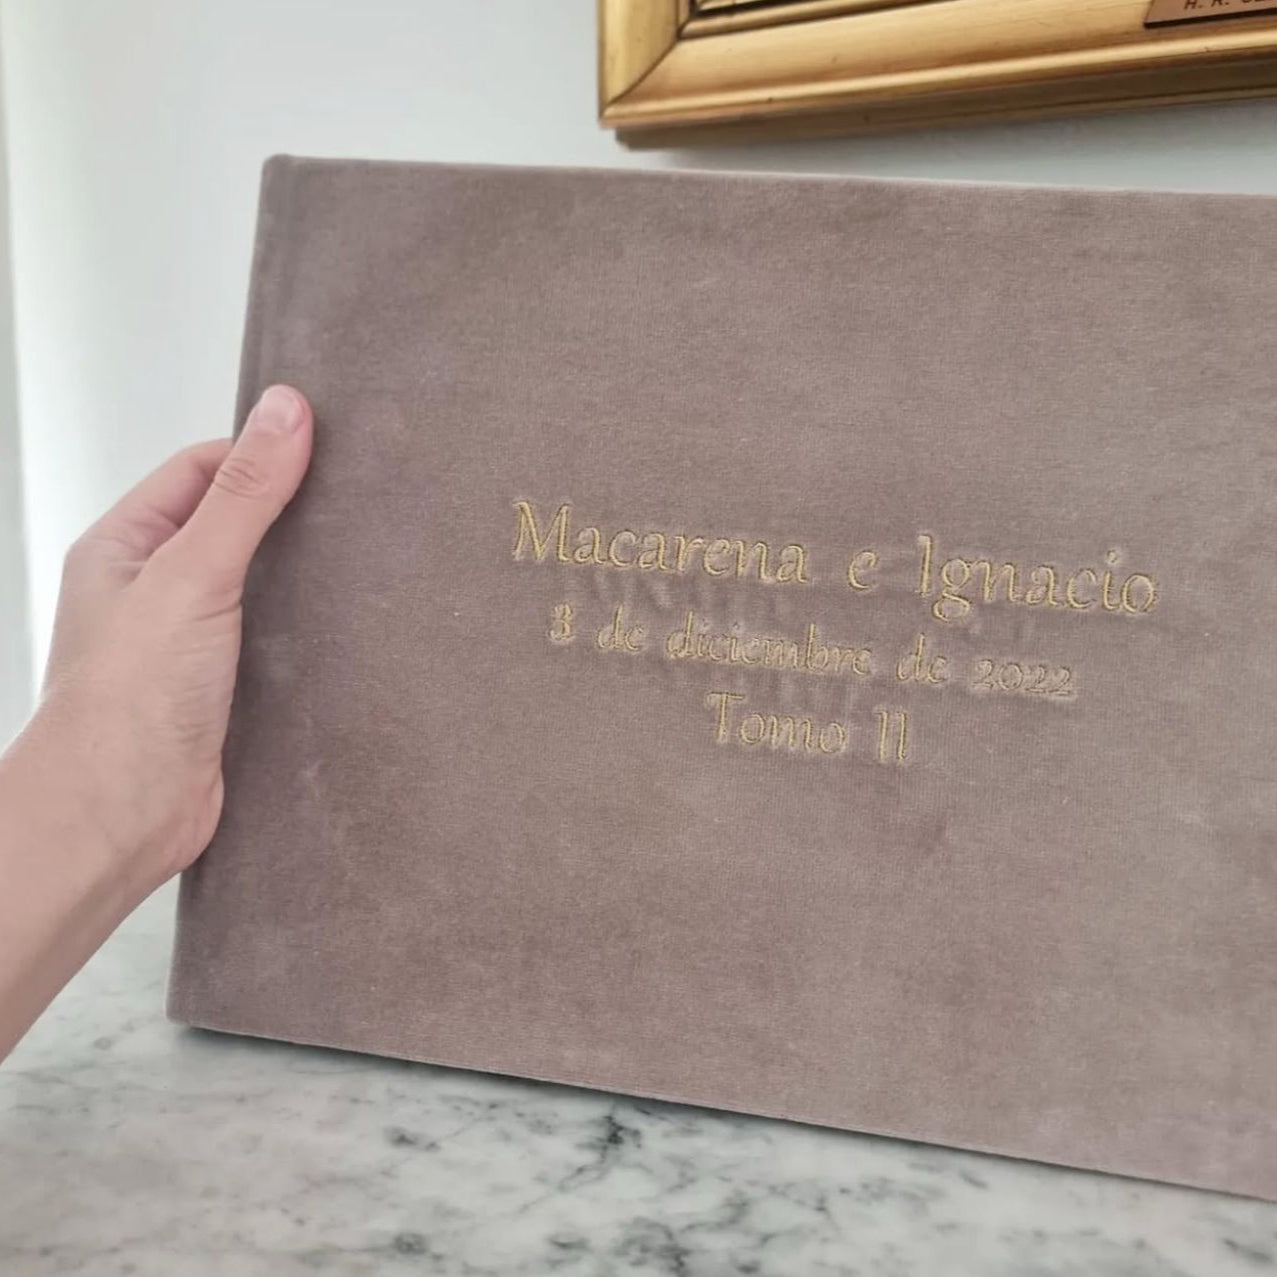 H. R.
Macarena e Ignacio
3 de diciembre de 2022
Tomo II